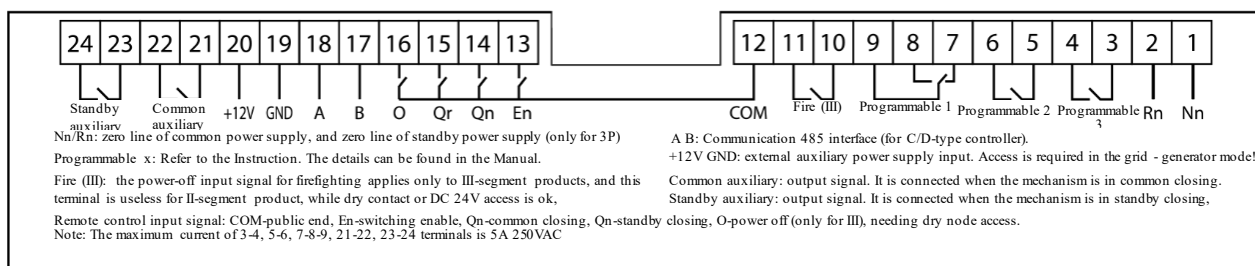 24 23 22 21 20 19 18 17 16 15 14 13 12 11 10 9 8 7 6 5 4 3 2 1
Standby auxiliary
Common auxiliary
+12V GND A B O Qr Qn En COM
Fire (III)
Programmable 1
Programmable 2
Programmable 3
Rn Nn
Nn/Rn: zero line of common power supply, and zero line of standby power supply (only for 3P)
Programmable x: Refer to the Instruction. The details can be found in the Manual.
Fire (III): the power-off input signal for firefighting applies only to III-segment products, and this
terminal is useless for II-segment product, while dry contact or DC 24V access is ok,
A B: Communication 485 interface (for C/D-type controller).
+12V GND: external auxiliary power supply input. Access is required in the grid - generator mode!
Common auxiliary: output signal. It is connected when the mechanism is in common closing.
Standby auxiliary: output signal. It is connected when the mechanism is in standby closing,
Remote control input signal: COM-public end, En-switching enable, Qn-common closing, Qn-standby closing, O-power off (only for III), needing dry node access.
Note: The maximum current of 3-4, 5-6, 7-8-9, 21-22, 23-24 terminals is 5A 250VAC